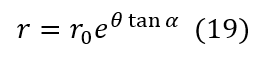 r = r₀e^{θ tan α} (19)